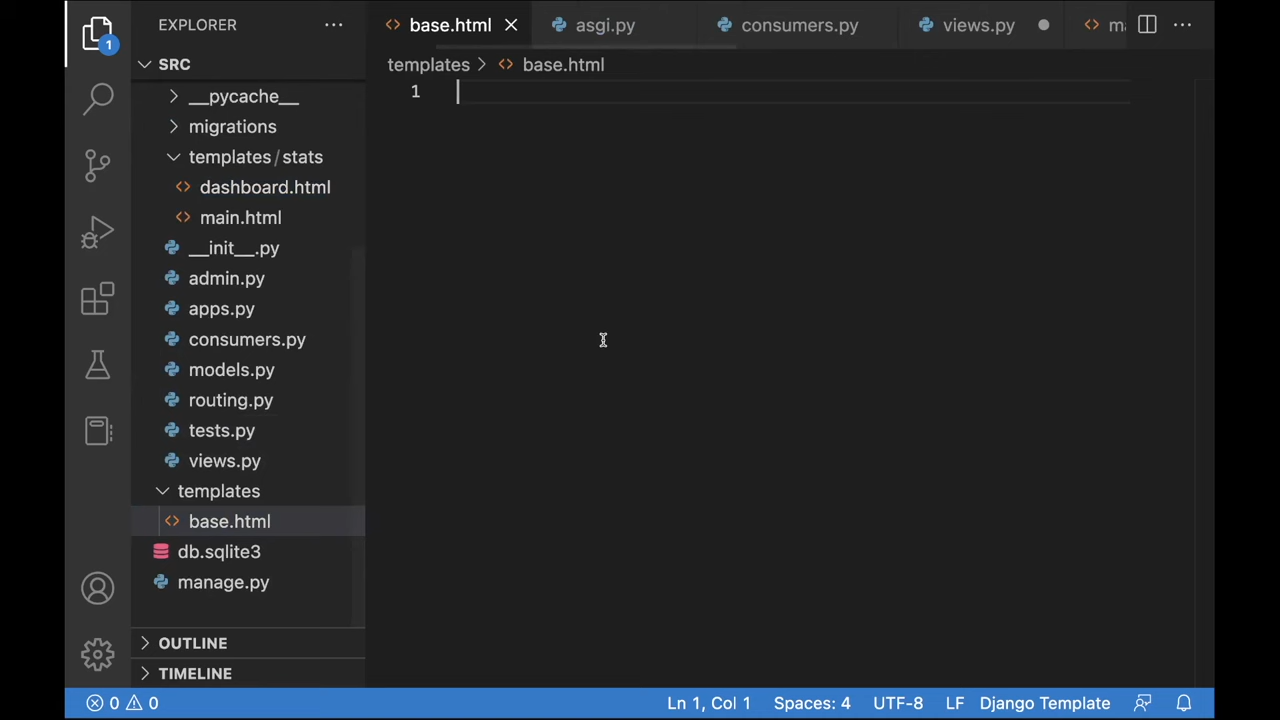 EXPLORER
base.html
asgi.py
consumers.py
views.py
SRC
templates
base.html
1
1
__pycache__
migrations
templates/stats
dashboard.html
main.html
__init__.py
admin.py
apps.py
consumers.py
models.py
routing.py
tests.py
views.py
templates
base.html
db.sqlite3
manage.py
OUTLINE
TIMELINE
0 0 Ln 1, Col 1 Spaces: 4 UTF-8 LF Django Template